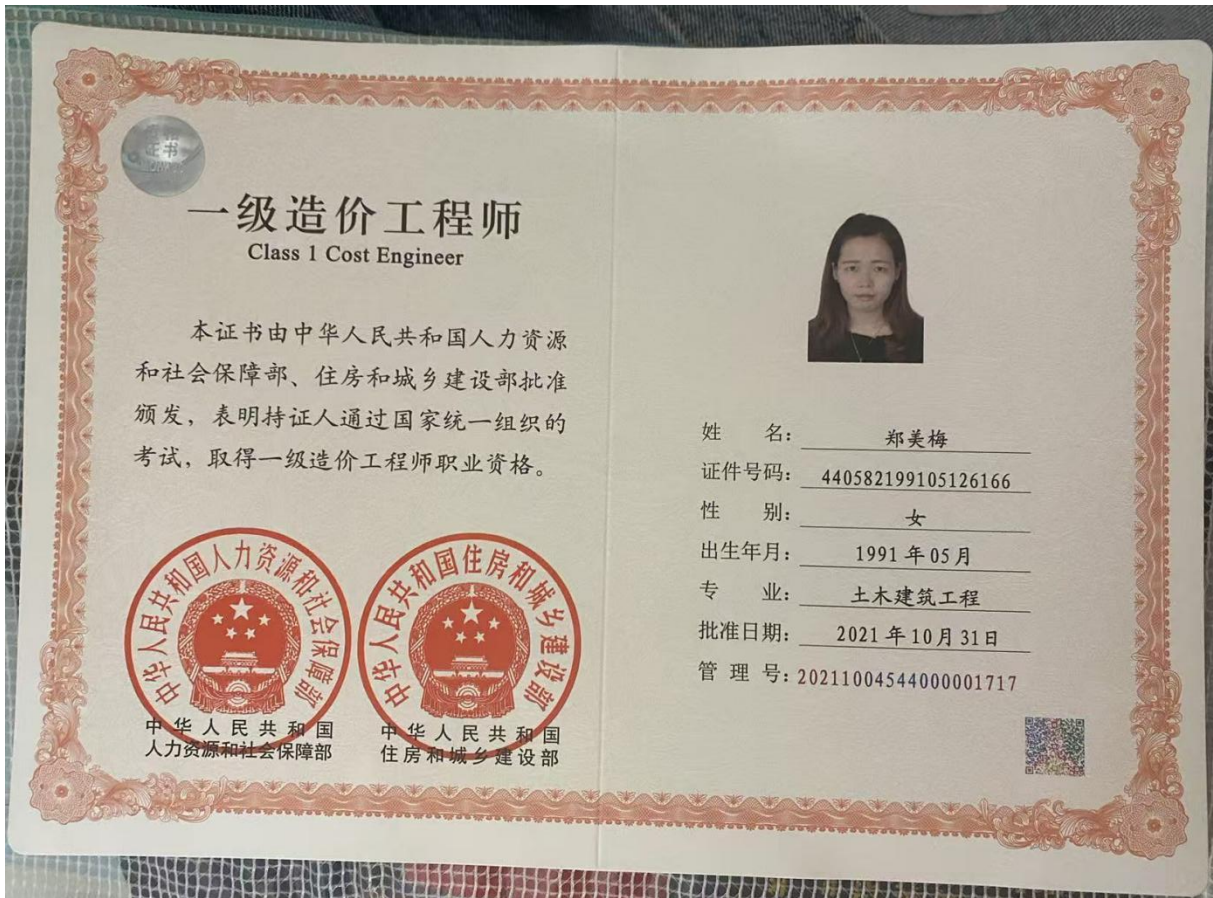 证书
一级造价工程师
Class 1 Cost Engineer
本证书由中华人民共和国人力资源
和社会保障部、住房和城乡建设部批准
颁发，表明持证人通过国家统一组织的
考试，取得一级造价工程师职业资格。
中华人民共和国人力资源和社会保障部
中华人民共和国住房和城乡建设部
中华人民共和国
人力资源和社会保障部
中华人民共和国
住房和城乡建设部
姓 名：郑美梅
证件号码：440582199105126166
性 别：女
出生年月：1991年05月
专 业：土木建筑工程
批准日期：2021年10月31日
管 理 号：20211004544000001717